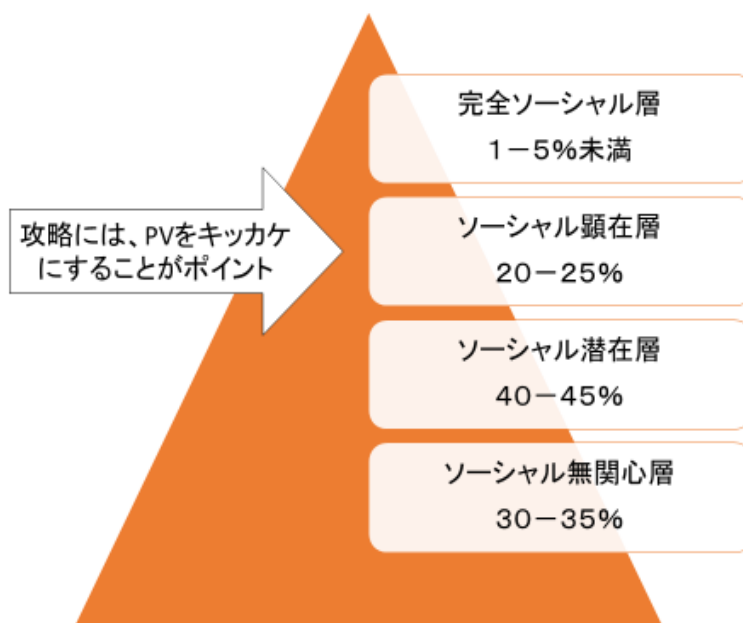 完全ソーシャル層
1－5%未満
攻略には、PVをキッカケ
にすることがポイント
ソーシャル顕在層
20－25%
ソーシャル潜在層
40－45%
ソーシャル無関心層
30－35%